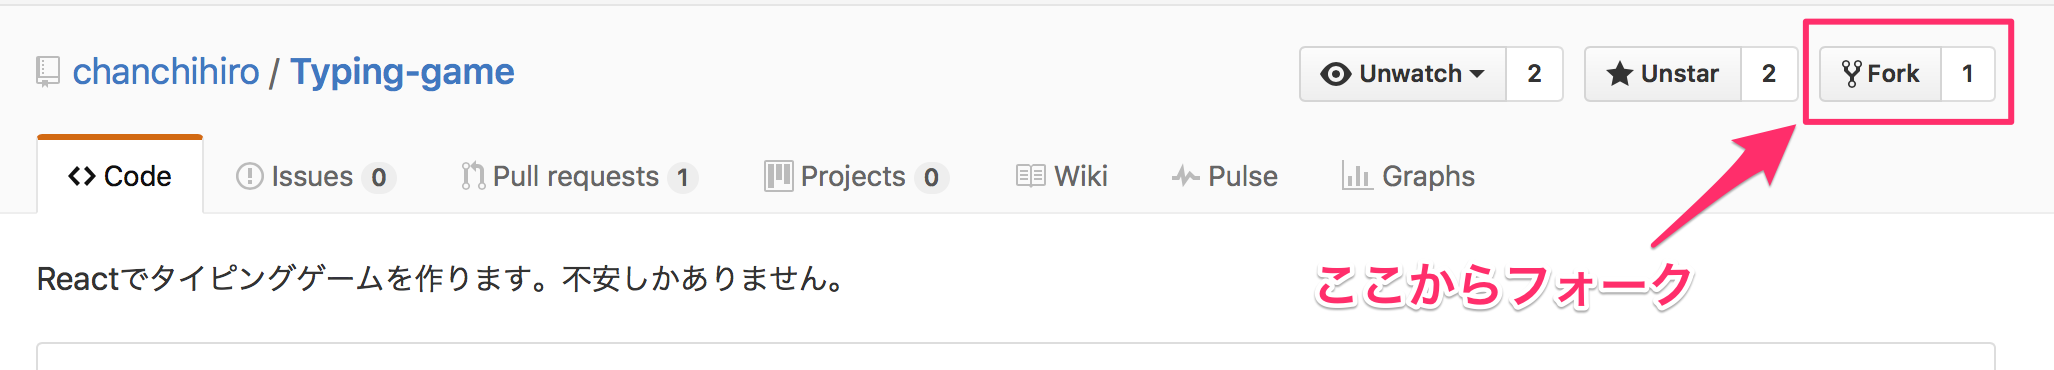 chanchihiro / Typing-game
Unwatch 2
Unstar 2
Fork 1
Code
Issues 0
Pull requests 1
Projects 0
Wiki
Pulse
Graphs
Reactでタイピングゲームを作ります。不安しかありません。
ここからフォーク